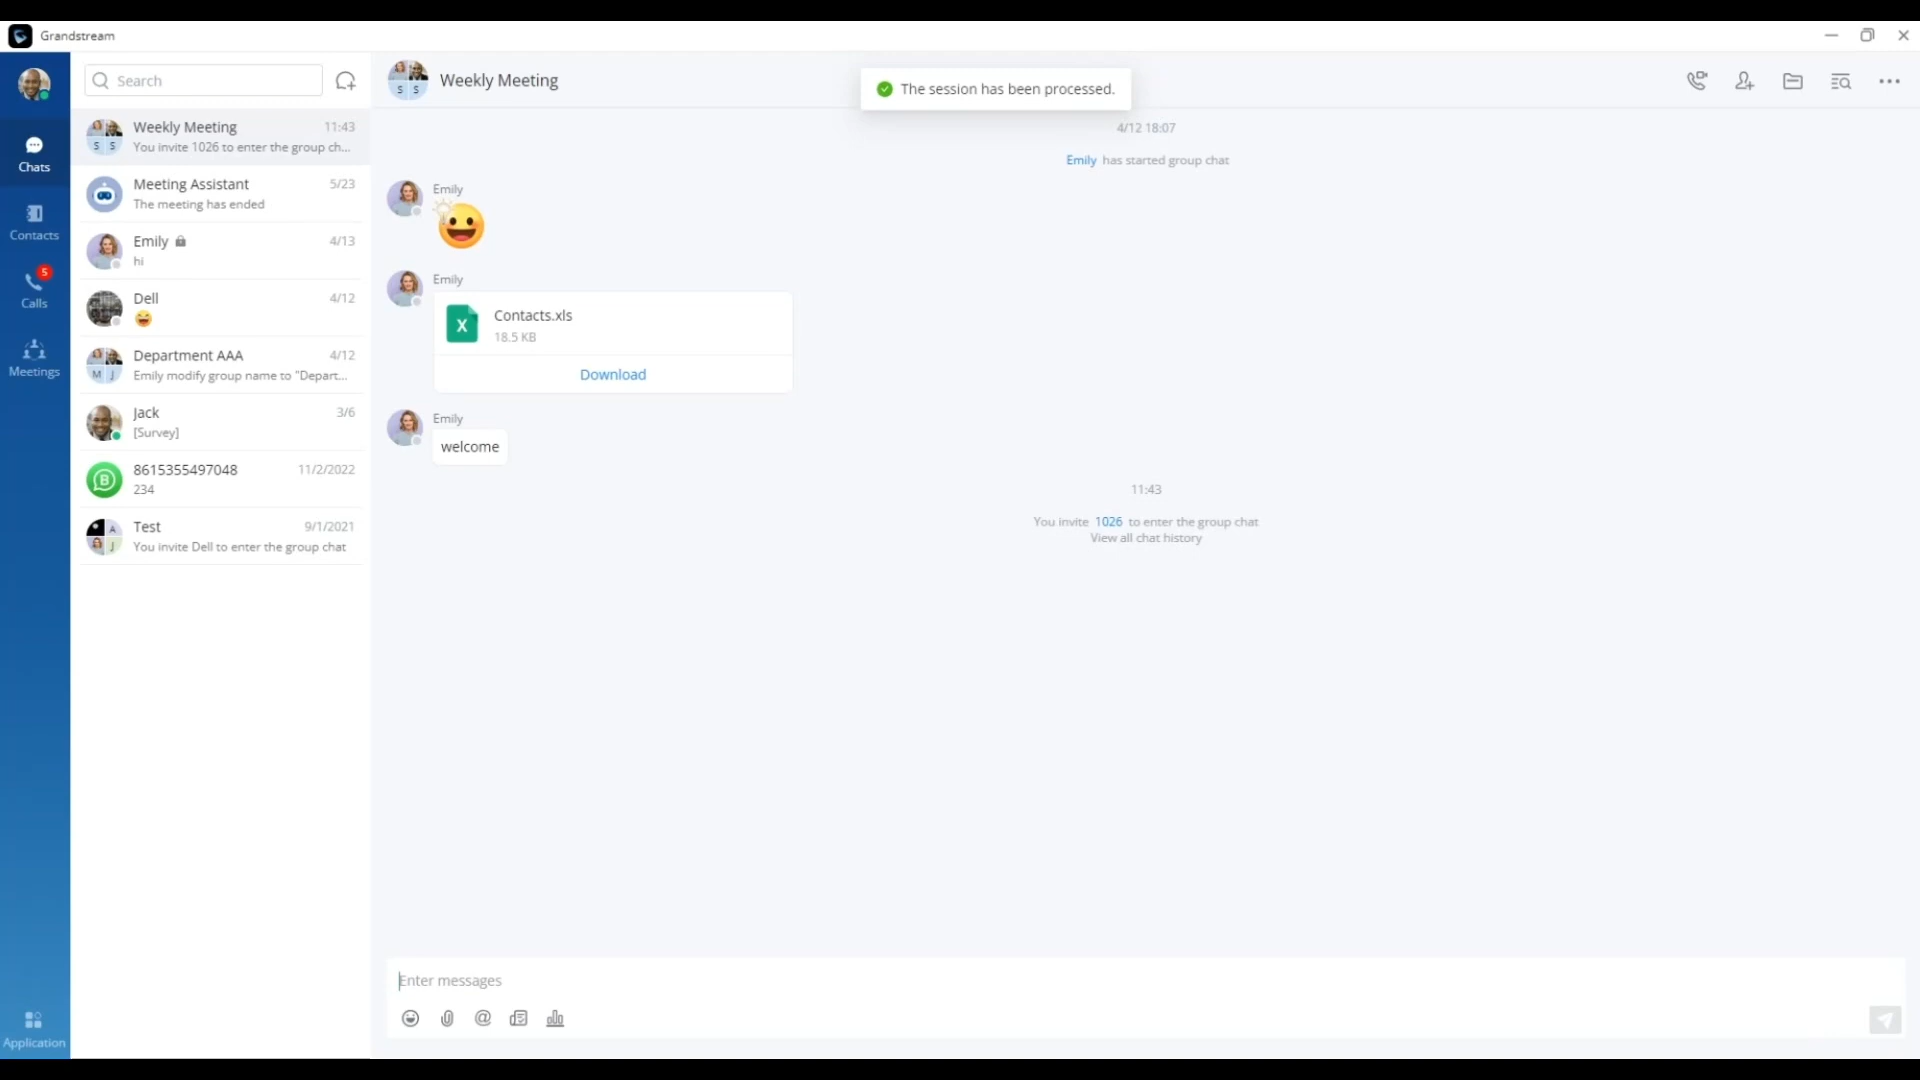 Grandstream
Search
Weekly Meeting
The session has been processed.
Chats
Contacts
5
Calls
Meetings
Application
Weekly Meeting 11:43
S S
You invite 1026 to enter the group ch...
Meeting Assistant 5/23
The meeting has ended
Emily 4/13
hi
Dell 4/12
Department AAA 4/12
M J
Emily modify group name to "Depart...
Jack 3/6
[Survey]
8615355497048 11/2/2022
B
234
Test 9/1/2021
A
J
You invite Dell to enter the group chat
S S
4/12 18:07
Emily has started group chat
Emily
Emily
X
Contacts.xls
18.5 KB
Download
Emily
welcome
11:43
You invite 1026 to enter the group chat
View all chat history
Enter messages
@